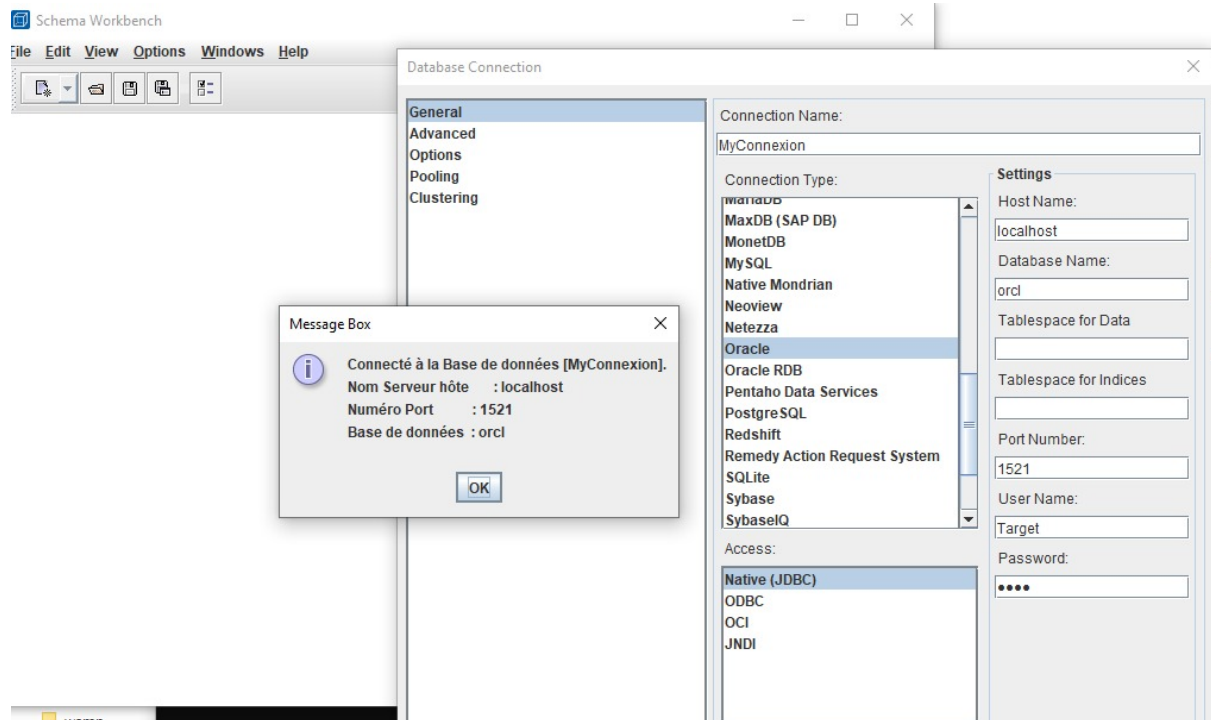 Schema Workbench
File Edit View Options Windows Help
Database Connection
General
Advanced
Options
Pooling
Clustering
Connection Name:
MyConnexion
Connection Type:
MariaDB
MaxDB (SAP DB)
MonetDB
MySQL
Native Mondrian
Neoview
Netezza
Oracle
Oracle RDB
Pentaho Data Services
PostgreSQL
Redshift
Remedy Action Request System
SQLite
Sybase
SybaseIQ
Access:
Native (JDBC)
ODBC
OCI
JNDI
Settings
Host Name:
localhost
Database Name:
orcl
Tablespace for Data
Tablespace for Indices
Port Number:
1521
User Name:
Target
Password:
••••
Message Box
Connecté à la Base de données [MyConnexion].
Nom Serveur hôte : localhost
Numéro Port : 1521
Base de données : orcl
OK